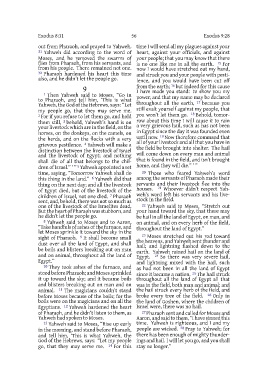 Exodus 8:31
56
Exodus 9:28
out from Pharaoh, and prayed to Yahweh.
31 Yahweh did according to the word of
Moses, and he removed the swarms of
flies from Pharaoh, from his servants, and
from his people. There remained not one.
32 Pharaoh hardened his heart this time
also, and he didn't let the people go.
9
1 Then Yahweh said to Moses, "Go in
to Pharaoh, and tell him, 'This is what
Yahweh, the God of the Hebrews, says: "Let
my people go, that they may serve me.
2 For if you refuse to let them go, and hold
them still, 3 behold, Yahweh's hand is on
your livestock which are in the field, on the
horses, on the donkeys, on the camels, on
the herds, and on the flocks with a very
grievous pestilence. 4 Yahweh will make a
distinction between the livestock of Israel
and the livestock of Egypt; and nothing
shall die of all that belongs to the chil-
dren of Israel."'" 5 Yahweh appointed a set
time, saying, "Tomorrow Yahweh shall do
this thing in the land." 6 Yahweh did that
thing on the next day; and all the livestock
of Egypt died, but of the livestock of the
children of Israel, not one died. 7 Pharaoh
sent, and, behold, there was not so much as
one of the livestock of the Israelites dead.
But the heart of Pharaoh was stubborn, and
he didn't let the people go.
8 Yahweh said to Moses and to Aaron,
"Take handfuls of ashes of the furnace, and
let Moses sprinkle it toward the sky in the
sight of Pharaoh. 9 It shall become small
dust over all the land of Egypt, and shall
be boils and blisters breaking out on man
and on animal, throughout all the land of
Egypt."
10 They took ashes of the furnace, and
stood before Pharaoh; and Moses sprinkled
it up toward the sky; and it became boils
and blisters breaking out on man and on
animal. 11 The magicians couldn't stand
before Moses because of the boils; for the
boils were on the magicians and on all the
Egyptians. 12 Yahweh hardened the heart
of Pharaoh, and he didn't listen to them, as
Yahweh had spoken to Moses.
13 Yahweh said to Moses, "Rise up early
in the morning, and stand before Pharaoh,
and tell him, 'This is what Yahweh, the
God of the Hebrews, says: "Let my people
go, that they may serve me. 14 For this
time I will send all my plagues against your
heart, against your officials, and against
your people; that you may know that there
is no one like me in all the earth. 15 For
now I would have stretched out my hand,
and struck you and your people with pesti-
lence, and you would have been cut off
from the earth; 16 but indeed for this cause
I have made you stand: to show you my
power, and that my name may be declared
throughout all the earth, 17 because you
still exalt yourself against my people, that
you won't let them go. 18 Behold, tomor-
row about this time I will cause it to rain
a very grievous hail, such as has not been
in Egypt since the day it was founded even
until now. 19 Now therefore command that
all of your livestock and all that you have in
the field be brought into shelter. The hail
will come down on every man and animal
that is found in the field, and isn't brought
home, and they will die."'"
20 Those who feared Yahweh's word
among the servants of Pharaoh made their
servants and their livestock flee into the
houses. 21 Whoever didn't respect Yah-
weh's word left his servants and his live-
stock in the field.
22 Yahweh said to Moses, "Stretch out
your hand toward the sky, that there may
be hail in all the land of Egypt, on man, and
on animal, and on every herb of the field,
throughout the land of Egypt."
23 Moses stretched out his rod toward
the heavens, and Yahweh sent thunder and
hail; and lightning flashed down to the
earth. Yahweh rained hail on the land of
Egypt. 24 So there was very severe hail,
and lightning mixed with the hail, such
as had not been in all the land of Egypt
since it became a nation. 25 The hail struck
throughout all the land of Egypt all that
was in the field, both man and animal; and
the hail struck every herb of the field, and
broke every tree of the field. 26 Only in
the land of Goshen, where the children of
Israel were, there was no hail.
27 Pharaoh sent and called for Moses and
Aaron, and said to them, "I have sinned this
time. Yahweh is righteous, and I and my
people are wicked. 28 Pray to Yahweh; for
there has been enough of mighty thunder-
ings and hail. I will let you go, and you shall
stay no longer."